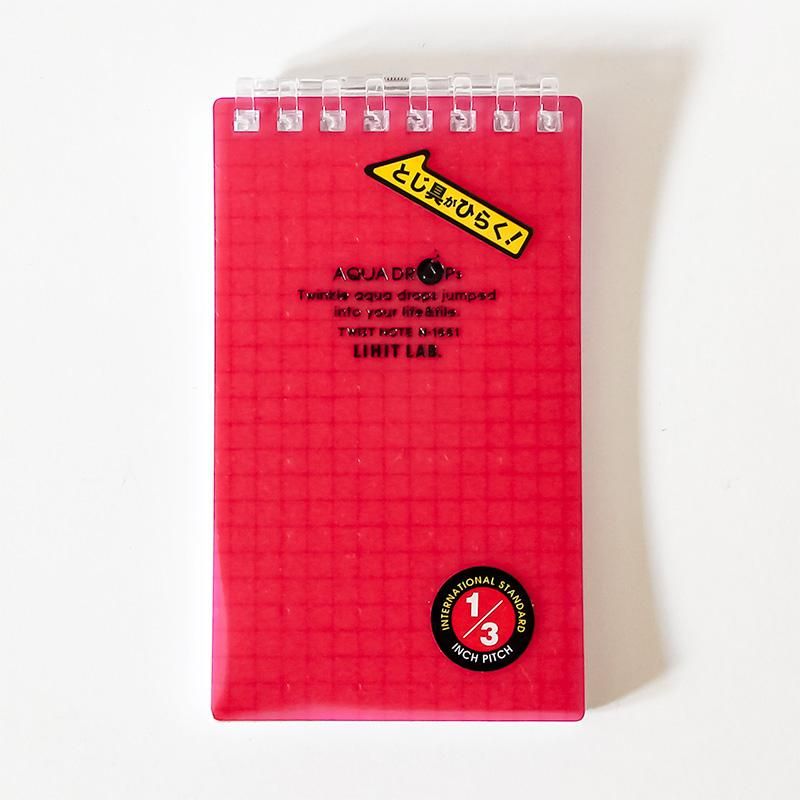 とじ具がひらく!
AQUA DROPs
Twinkle aqua drops jumped
into your life&file.
TWIST NOTE N-1661
LIHIT LAB.
INTERNATIONAL STANDARD
1/3
INCH PITCH